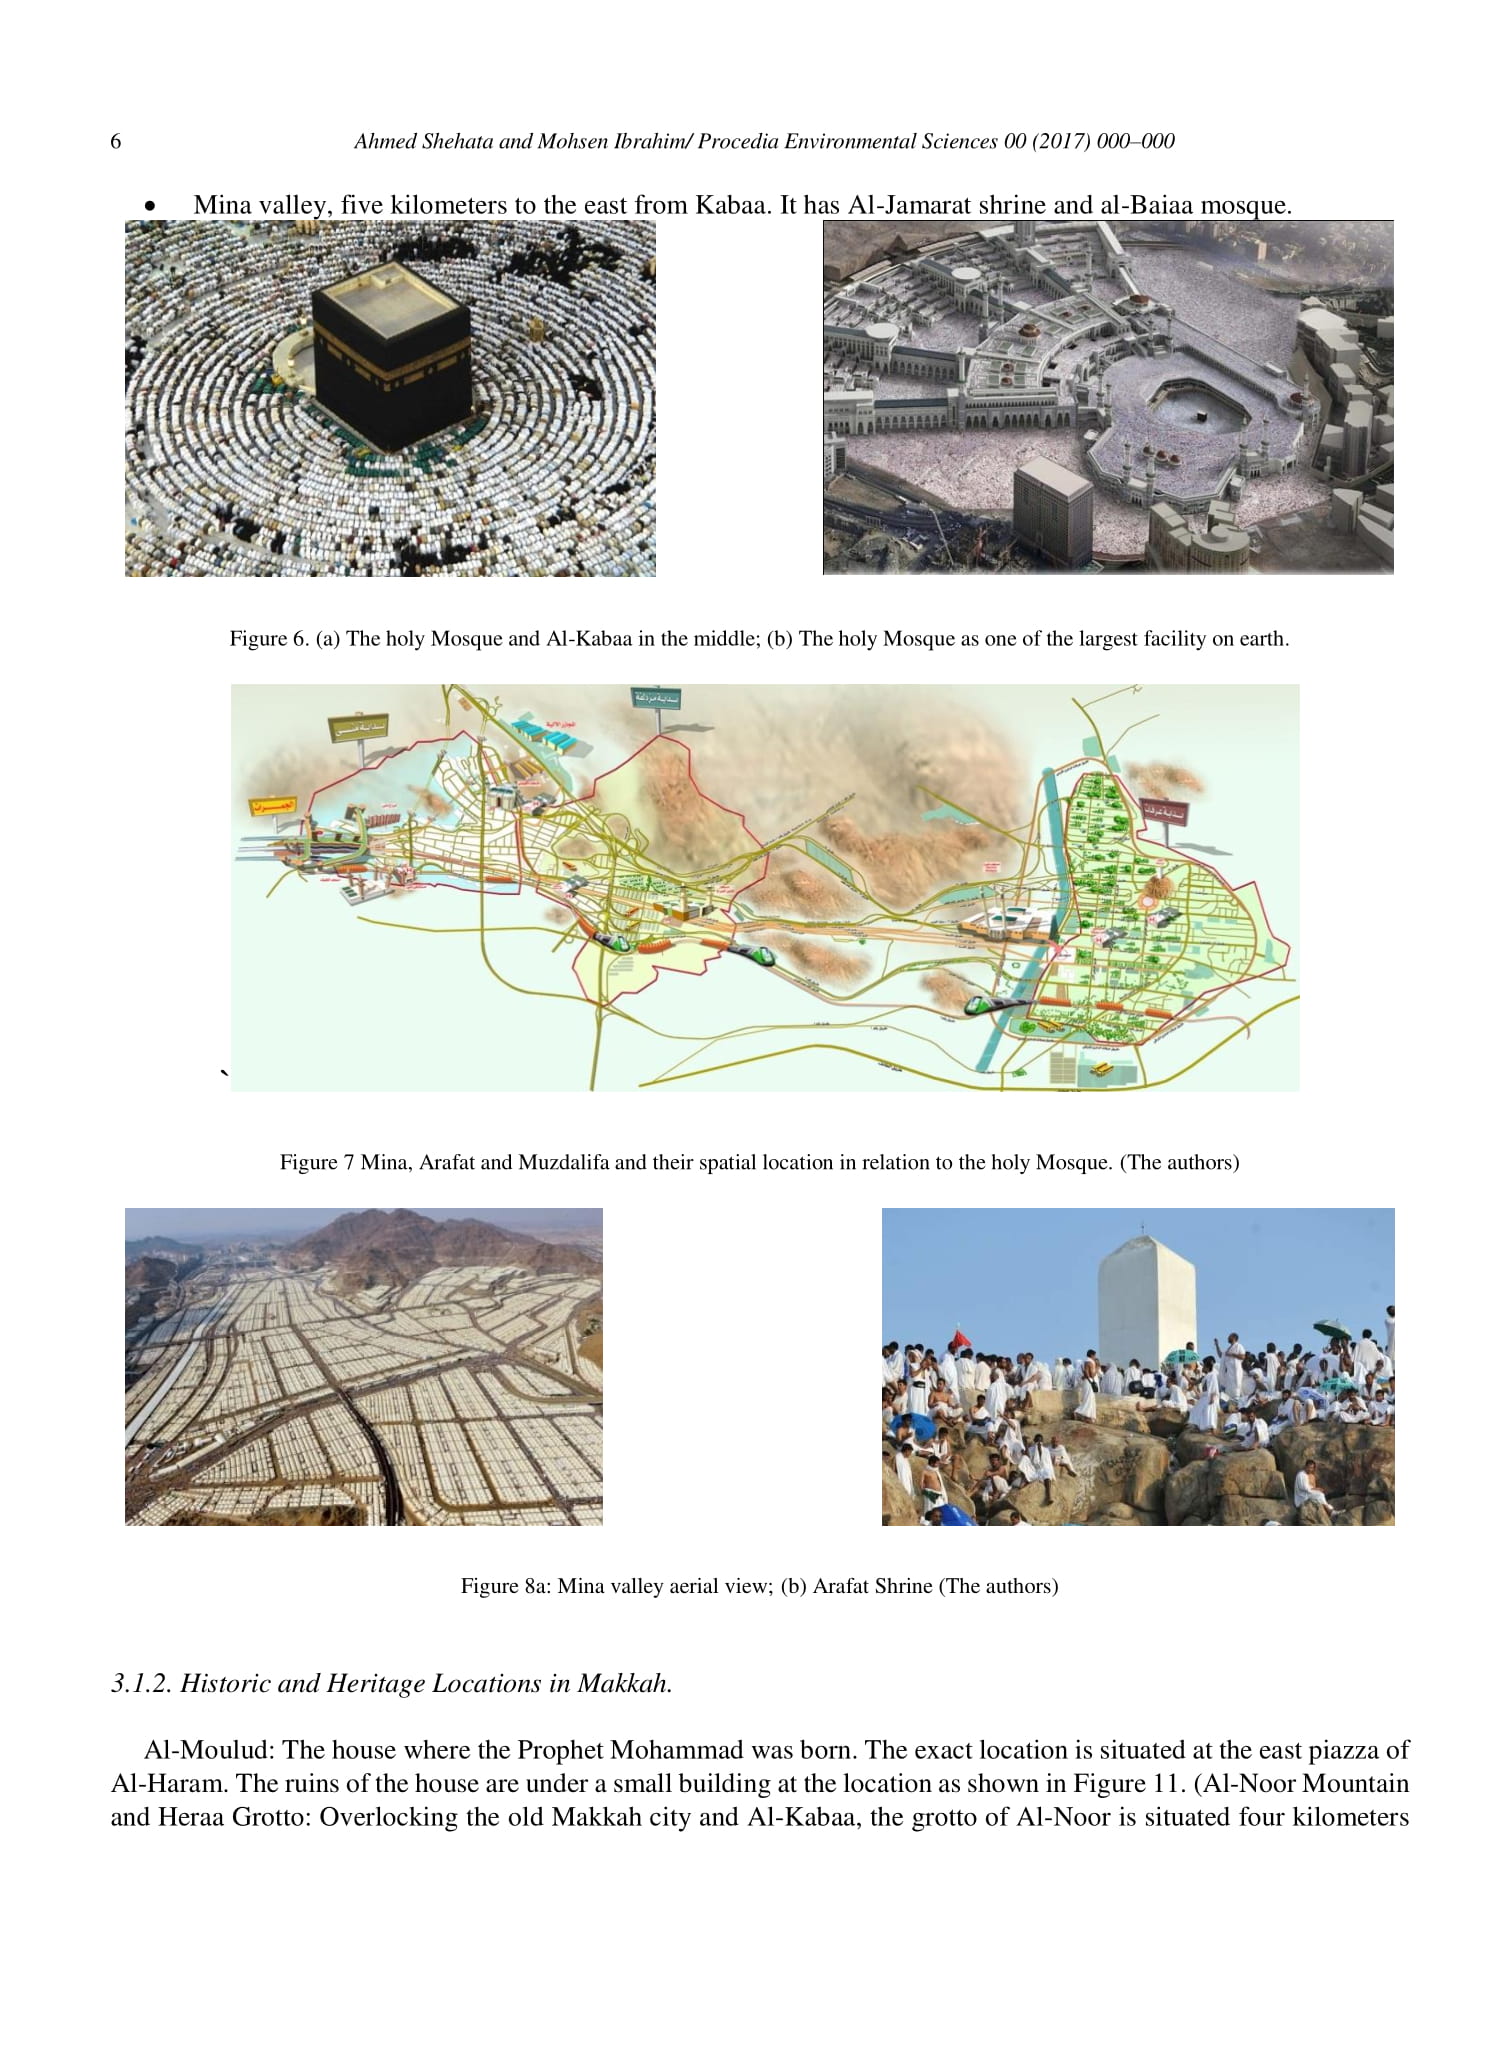 6
Ahmed Shehata and Mohsen Ibrahim/ Procedia Environmental Sciences 00 (2017) 000–000
• Mina valley, five kilometers to the east from Kabaa. It has Al-Jamarat shrine and al-Baiaa mosque.
Figure 6. (a) The holy Mosque and Al-Kabaa in the middle; (b) The holy Mosque as one of the largest facility on earth.
بداية مزدلفة
بداية منى
المجازر الآلية
الجمرات
بداية عرفات
`
Figure 7 Mina, Arafat and Muzdalifa and their spatial location in relation to the holy Mosque. (The authors)
Figure 8a: Mina valley aerial view; (b) Arafat Shrine (The authors)
3.1.2. Historic and Heritage Locations in Makkah.
Al-Moulud: The house where the Prophet Mohammad was born. The exact location is situated at the east piazza of
Al-Haram. The ruins of the house are under a small building at the location as shown in Figure 11. (Al-Noor Mountain
and Heraa Grotto: Overlocking the old Makkah city and Al-Kabaa, the grotto of Al-Noor is situated four kilometers